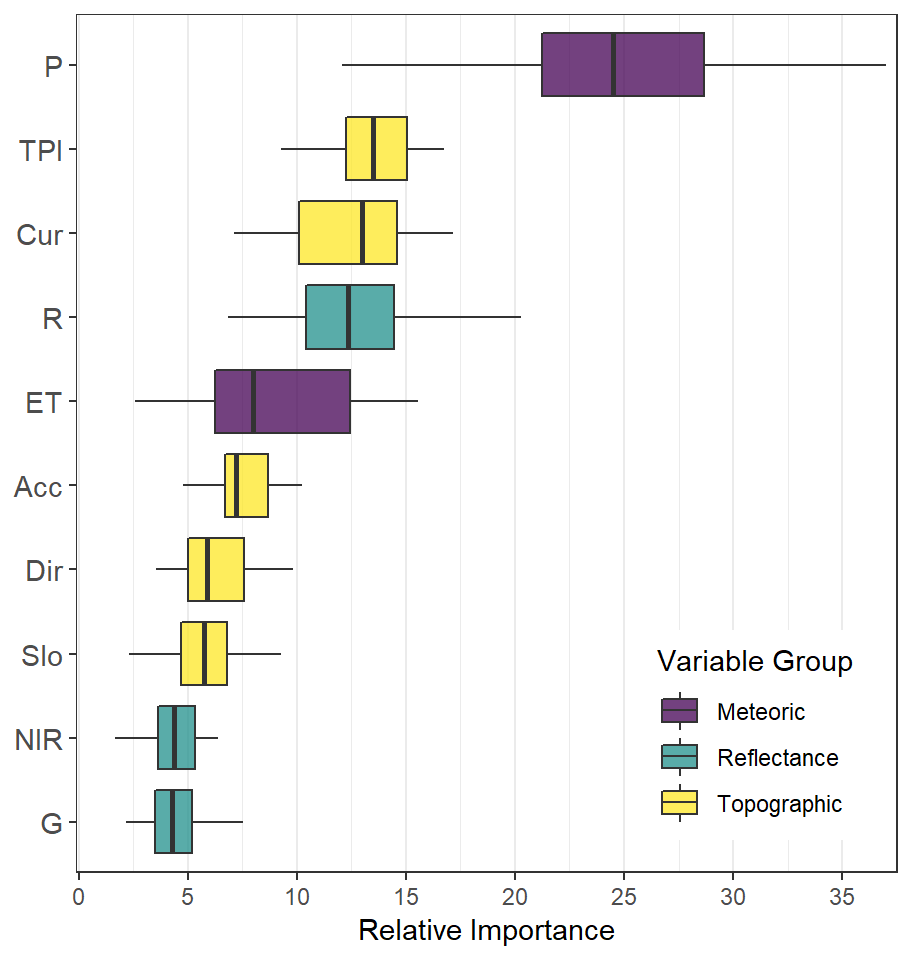 P
TPI
Cur
R
ET
Acc
Dir
Slo
NIR
G
Variable Group
Meteoric
Reflectance
Topographic
0 5 10 15 20 25 30 35
Relative Importance